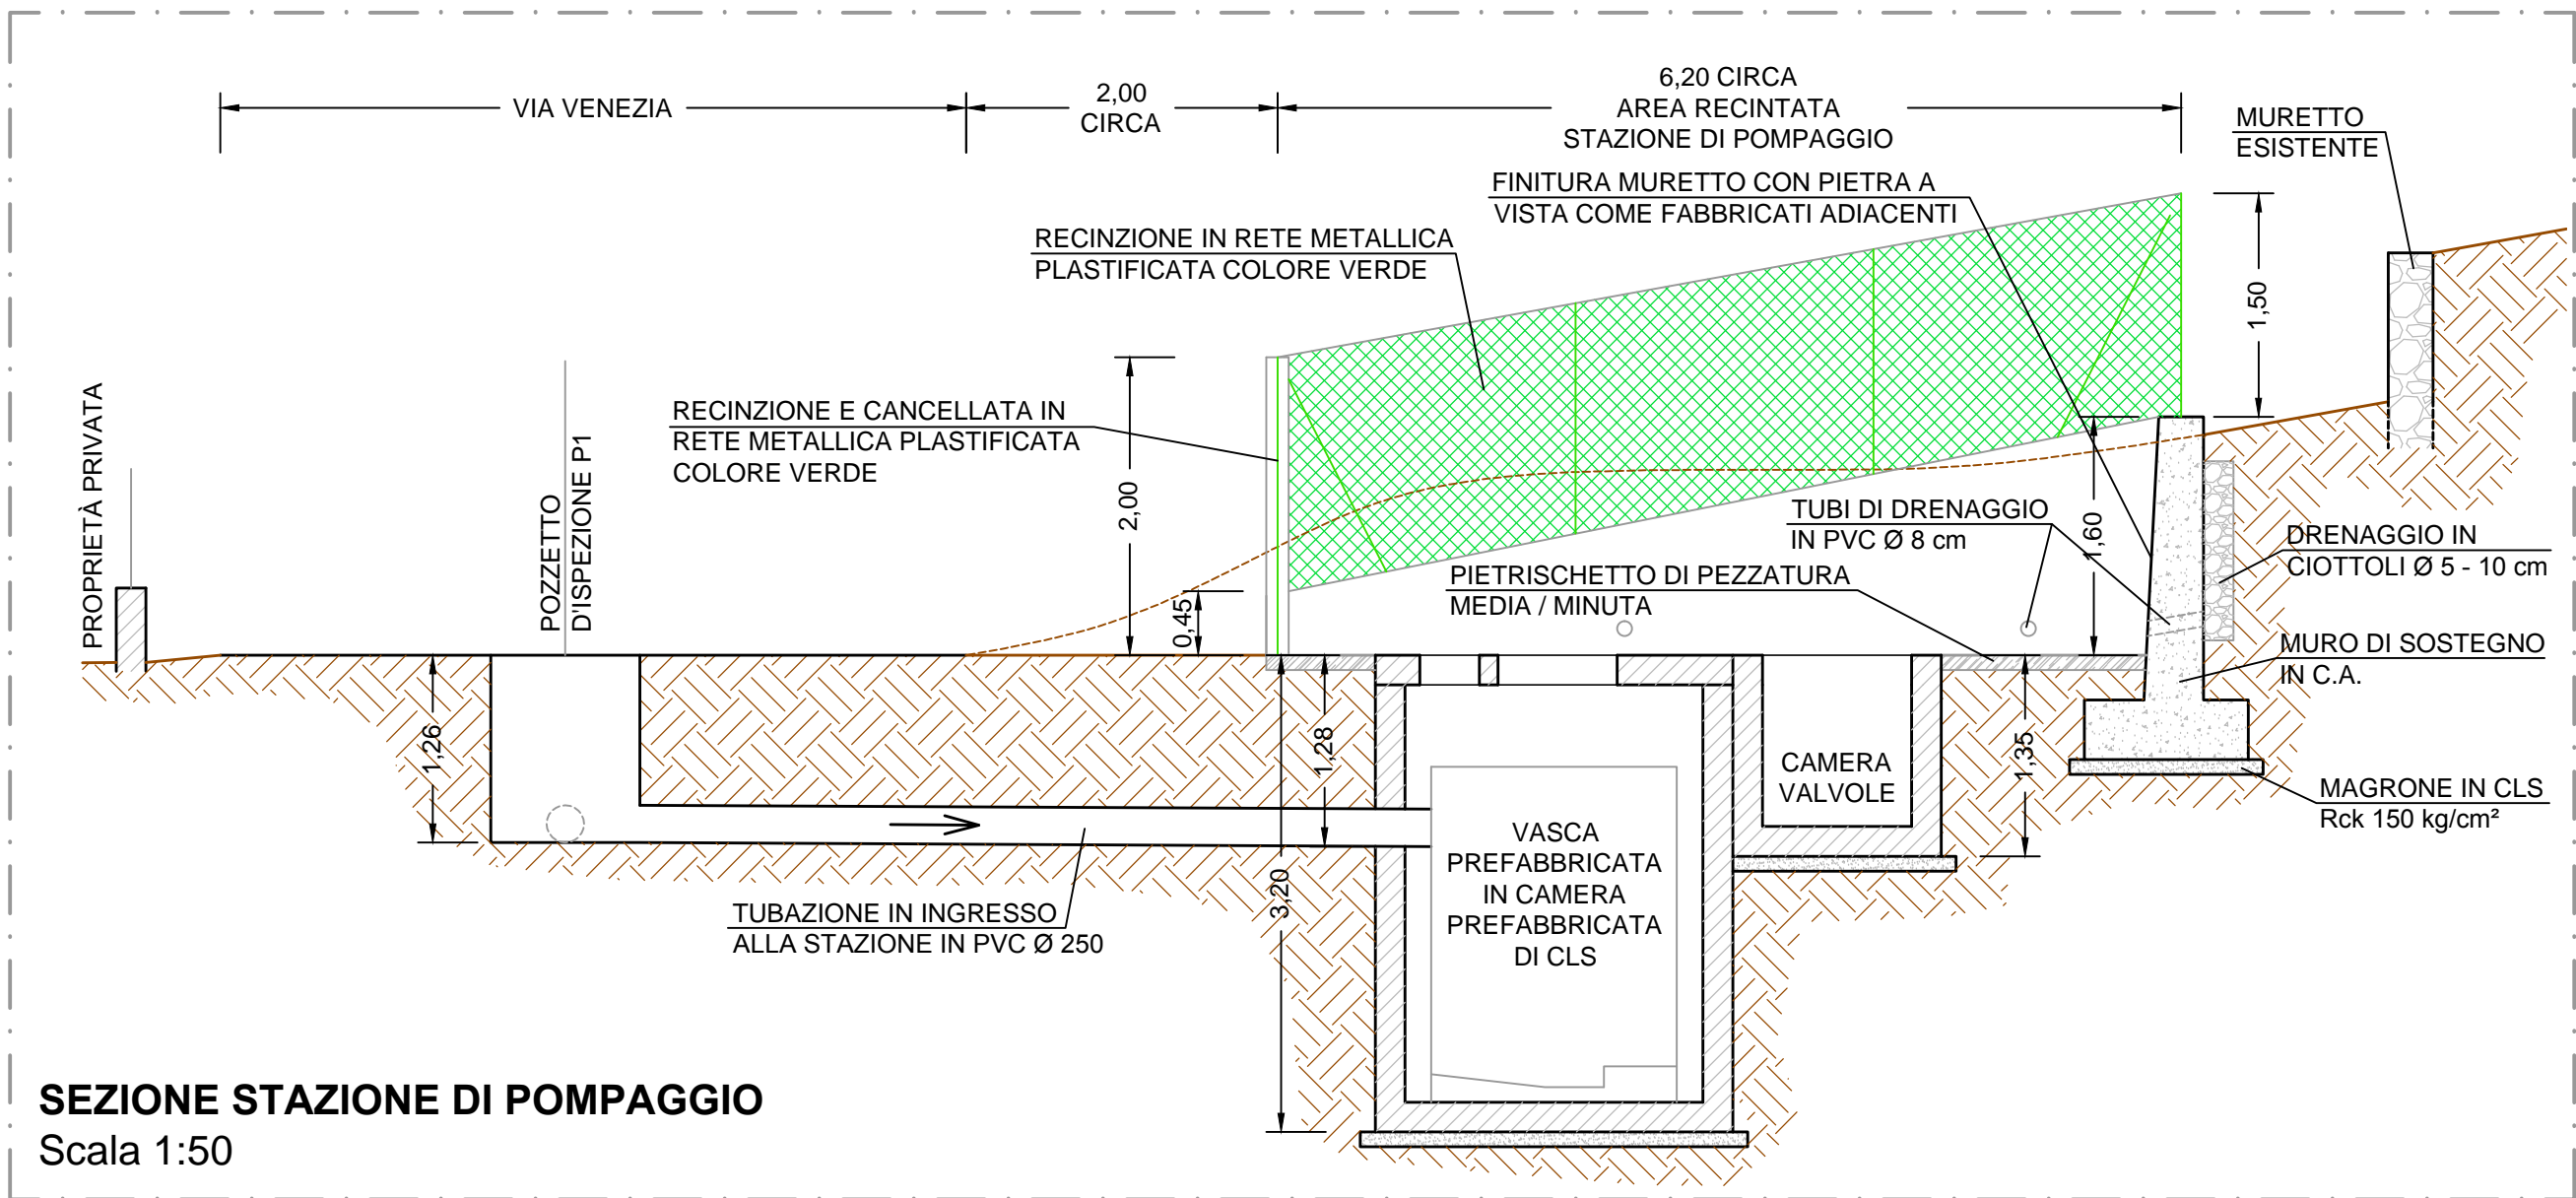 VIA VENEZIA
2,00
CIRCA
6,20 CIRCA
AREA RECINTATA
STAZIONE DI POMPAGGIO
MURETTO
ESISTENTE
FINITURA MURETTO CON PIETRA A
VISTA COME FABBRICATI ADIACENTI
RECINZIONE IN RETE METALLICA
PLASTIFICATA COLORE VERDE
1,50
PROPRIETÀ PRIVATA
POZZETTO
D'ISPEZIONE P1
RECINZIONE E CANCELLATA IN
RETE METALLICA PLASTIFICATA
COLORE VERDE
2,00
0,45
TUBI DI DRENAGGIO
IN PVC Ø 8 cm
1,60
PIETRISCHETTO DI PEZZATURA
MEDIA / MINUTA
DRENAGGIO IN
CIOTTOLI Ø 5 - 10 cm
MURO DI SOSTEGNO
IN C.A.
1,26
1,28
3,20
CAMERA
VALVOLE
1,35
MAGRONE IN CLS
Rck 150 kg/cm²
VASCA
PREFABBRICATA
IN CAMERA
PREFABBRICATA
DI CLS
TUBAZIONE IN INGRESSO
ALLA STAZIONE IN PVC Ø 250
SEZIONE STAZIONE DI POMPAGGIO
Scala 1:50